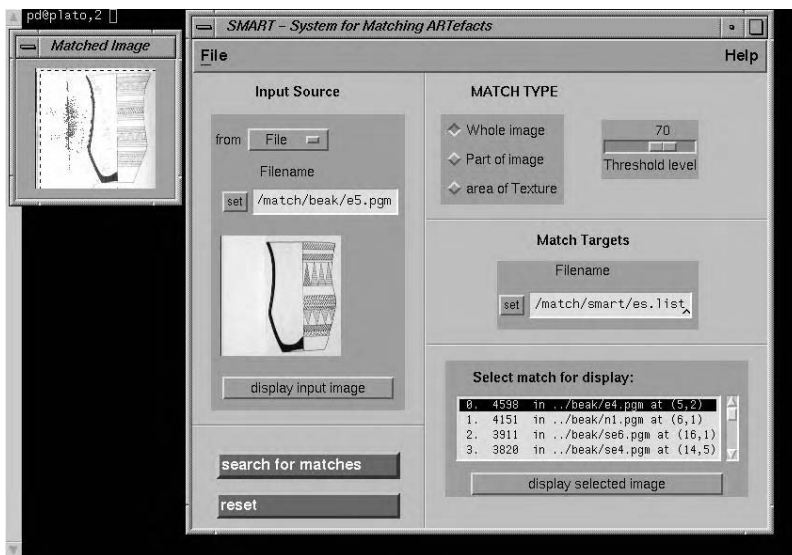 pd@plato,2
Matched Image
SMART – System for Matching ARTefacts
File
Help
Input Source
from File
Filename
set /match/beak/e5.pgm
display input image
search for matches
reset
MATCH TYPE
Whole image
Part of image
area of Texture
70
Threshold level
Match Targets
Filename
set /match/smart/es.list
Select match for display:
0. 4598 in ../beak/e4.pgm at (5,2)
1. 4151 in ../beak/n1.pgm at (6,1)
2. 3911 in ../beak/se6.pgm at (16,1)
3. 3820 in ../beak/se4.pgm at (14,5)
display selected image